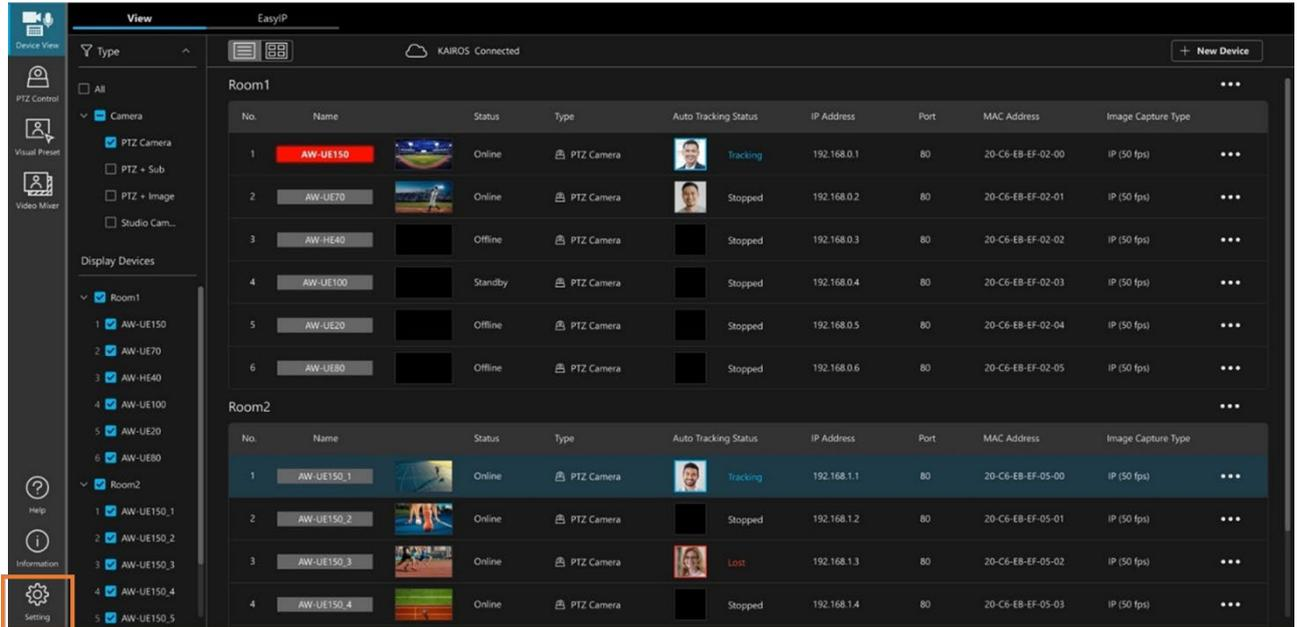 View EasyIP
Device View
PTZ Control
Visual Preset
Video Mixer
Help
Information
Setting
Type
All
Camera
PTZ Camera
PTZ + Sub
PTZ + Image
Studio Cam...
Display Devices
Room1
1 AW-UE150
2 AW-UE70
3 AW-HE40
4 AW-UE100
5 AW-UE20
6 AW-UE80
Room2
1 AW-UE150_1
2 AW-UE150_2
3 AW-UE150_3
4 AW-UE150_4
5 AW-UE150_5
KAIROS Connected
+ New Device
Room1
No. Name Status Type Auto Tracking Status IP Address Port MAC Address Image Capture Type
1 AW-UE150 Online PTZ Camera Tracking 192.168.0.1 80 20-C6-EB-EF-02-00 IP (50 fps)
2 AW-UE70 Online PTZ Camera Stopped 192.168.0.2 80 20-C6-EB-EF-02-01 IP (50 fps)
3 AW-HE40 Offline PTZ Camera Stopped 192.168.0.3 80 20-C6-EB-EF-02-02 IP (50 fps)
4 AW-UE100 Standby PTZ Camera Stopped 192.168.0.4 80 20-C6-EB-EF-02-03 IP (50 fps)
5 AW-UE20 Offline PTZ Camera Stopped 192.168.0.5 80 20-C6-EB-EF-02-04 IP (50 fps)
6 AW-UE80 Offline PTZ Camera Stopped 192.168.0.6 80 20-C6-EB-EF-02-05 IP (50 fps)
Room2
No. Name Status Type Auto Tracking Status IP Address Port MAC Address Image Capture Type
1 AW-UE150_1 Online PTZ Camera Tracking 192.168.1.1 80 20-C6-EB-EF-05-00 IP (50 fps)
2 AW-UE150_2 Online PTZ Camera Stopped 192.168.1.2 80 20-C6-EB-EF-05-01 IP (50 fps)
3 AW-UE150_3 Online PTZ Camera Lost 192.168.1.3 80 20-C6-EB-EF-05-02 IP (50 fps)
4 AW-UE150_4 Online PTZ Camera Stopped 192.168.1.4 80 20-C6-EB-EF-05-03 IP (50 fps)